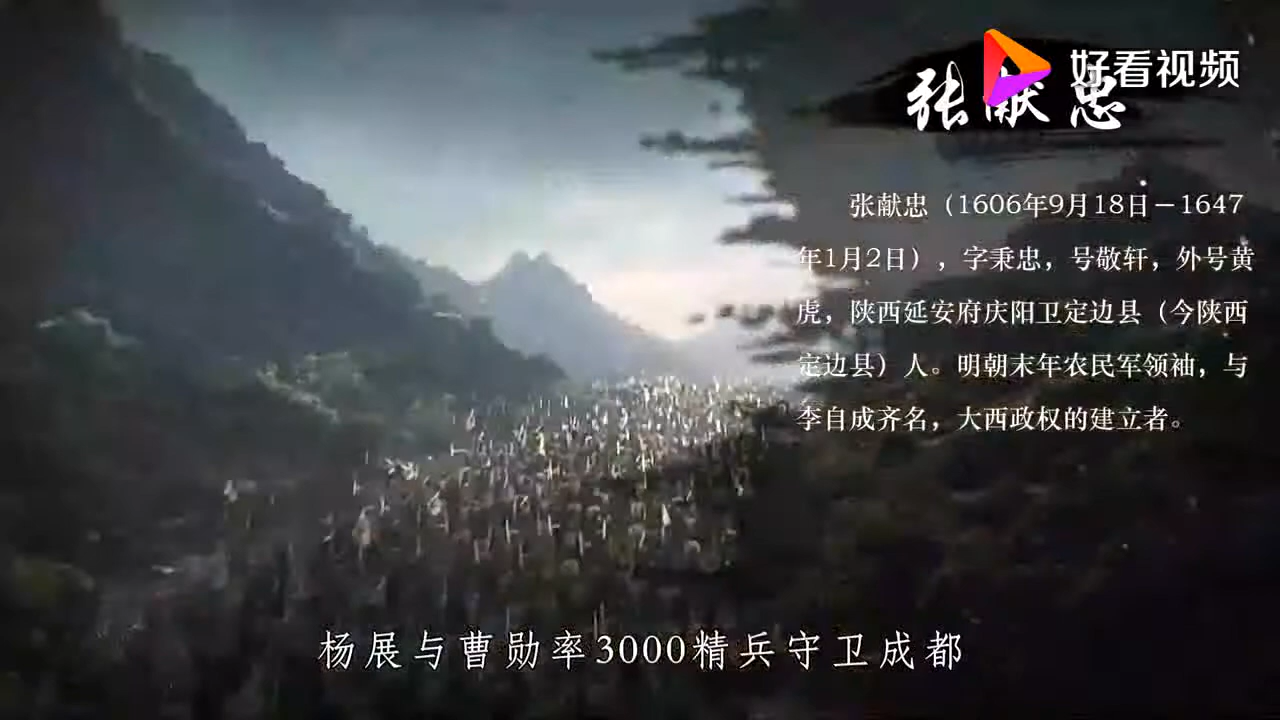 好看视频
张献忠
张献忠（1606年9月18日－1647
年1月2日），字秉忠，号敬轩，外号黄
虎，陕西延安府庆阳卫定边县（今陕西
定边县）人。明朝末年农民军领袖，与
李自成齐名，大西政权的建立者。
杨展与曹勋率3000精兵守卫成都